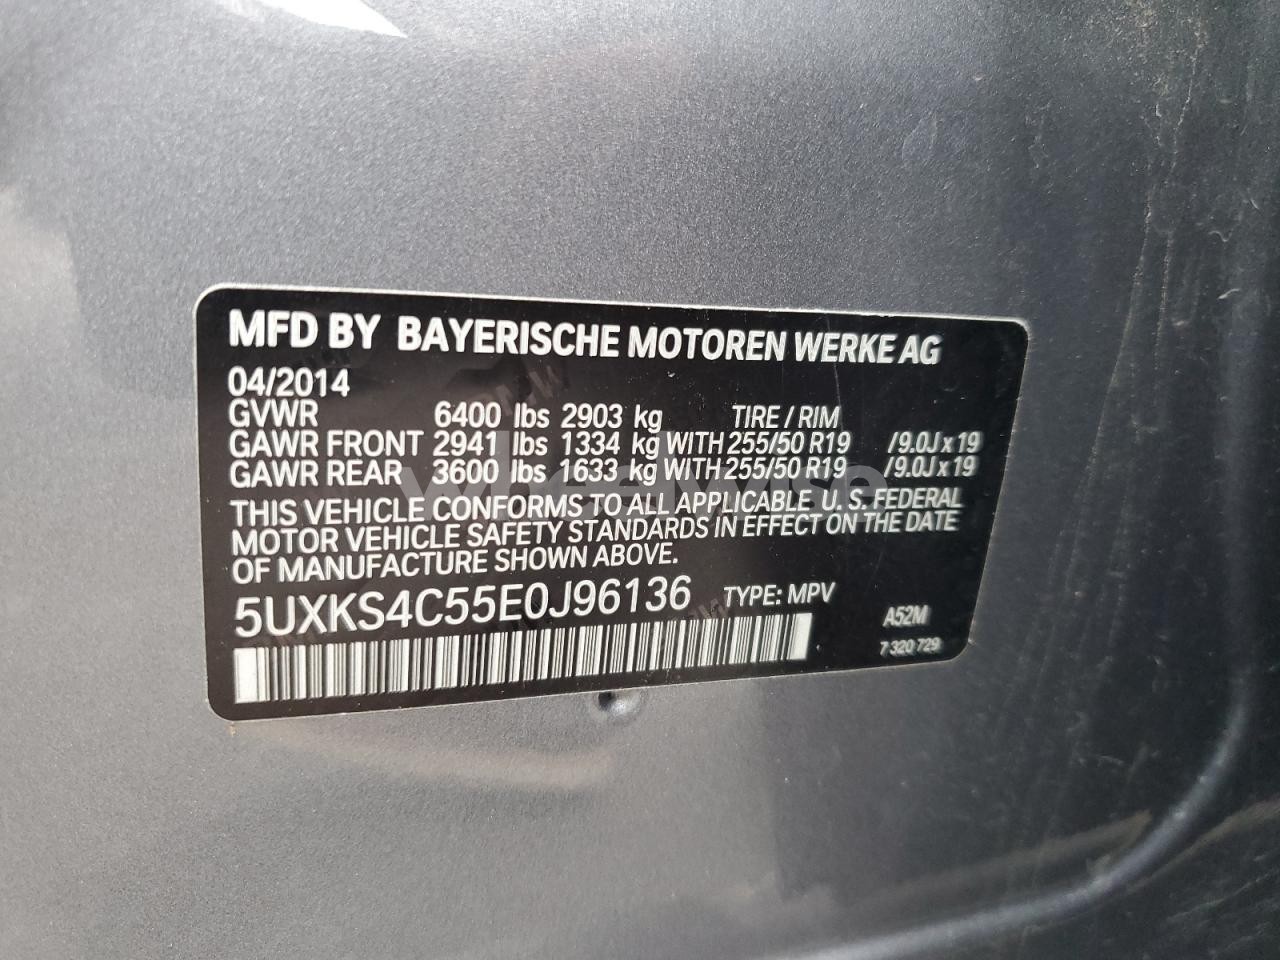 MFD BY BAYERISCHE MOTOREN WERKE AG
04/2014
GVWR 6400 lbs 2903 kg TIRE / RIM
GAWR FRONT 2941 lbs 1334 kg WITH 255/50 R19 /9.0J x 19
GAWR REAR 3600 lbs 1633 kg WITH 255/50 R19 /9.0J x 19
THIS VEHICLE CONFORMS TO ALL APPLICABLE U.S. FEDERAL
MOTOR VEHICLE SAFETY STANDARDS IN EFFECT ON THE DATE
OF MANUFACTURE SHOWN ABOVE.
5UXKS4C55E0J96136 TYPE: MPV
A52M
7 320 729
wheelwise